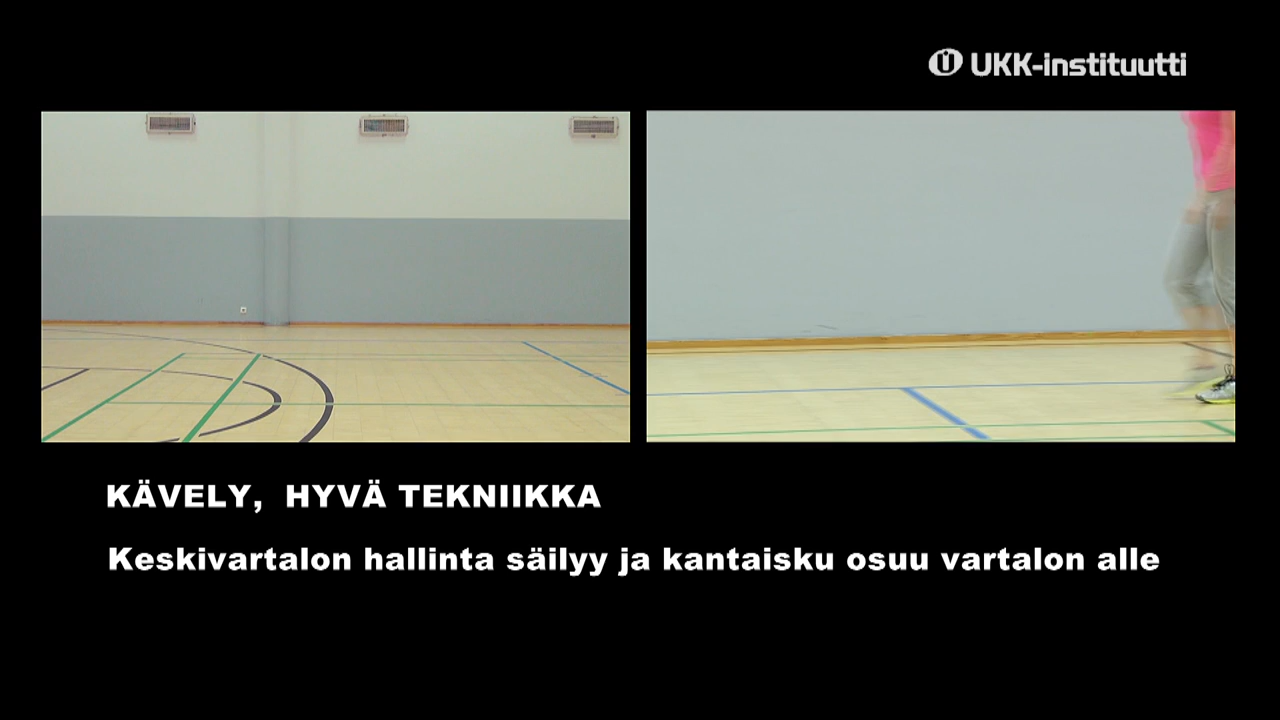 UKK-instituutti
KÄVELY, HYVÄ TEKNIIKKA
Keskivartalon hallinta säilyy ja kantaisku osuu vartalon alle